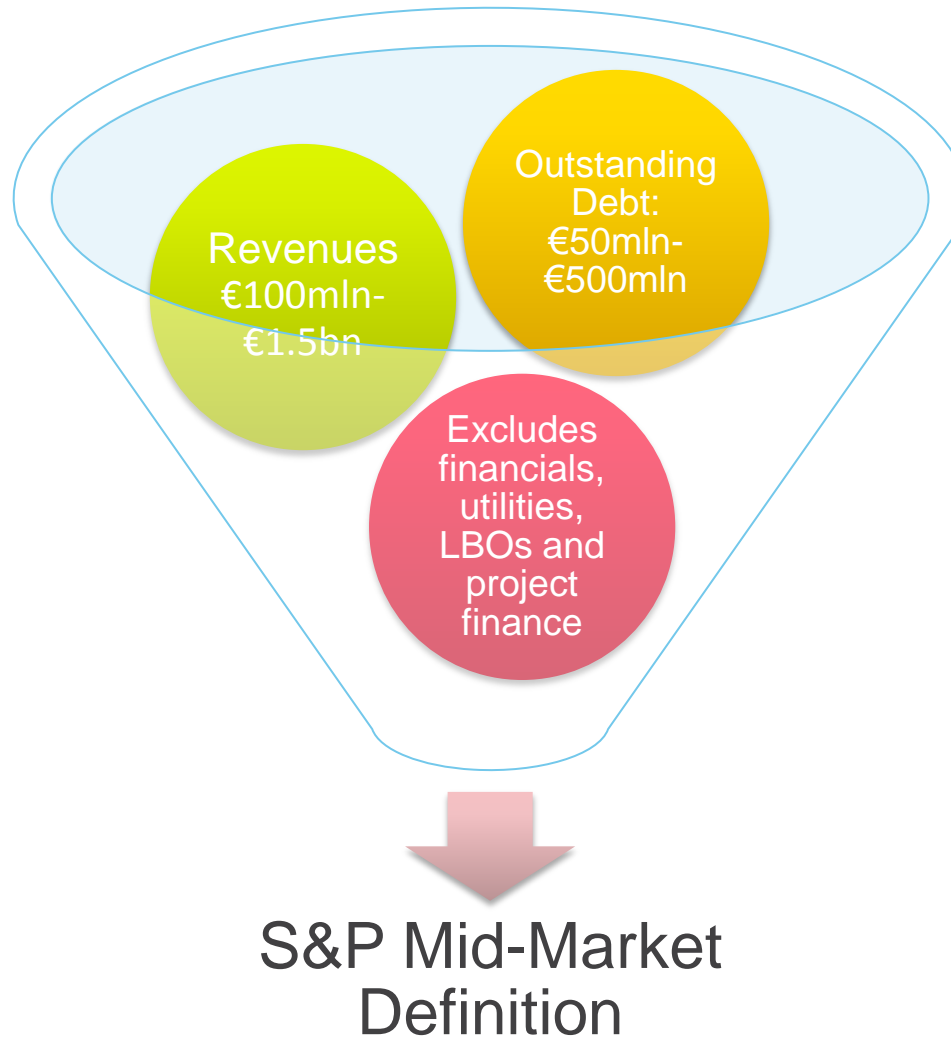 Revenues
€100mln-
€1.5bn
Outstanding
Debt:
€50mln-
€500mln
Excludes
financials,
utilities,
LBOs and
project
finance
S&P Mid-Market
Definition